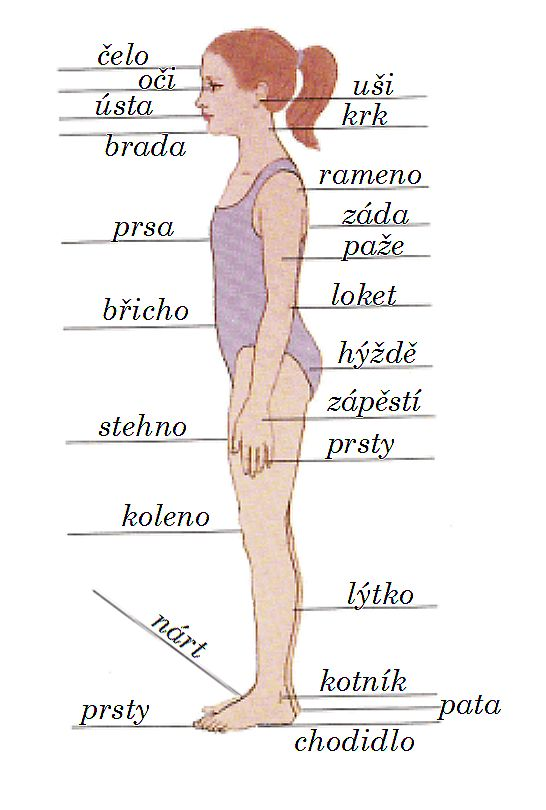 čelo
oči
ústa
brada
uši
krk
rameno
záda
prsa
paže
loket
břicho
hýždě
zápěstí
stehno
prsty
koleno
lýtko
nárt
kotník
prsty
pata
chodidlo